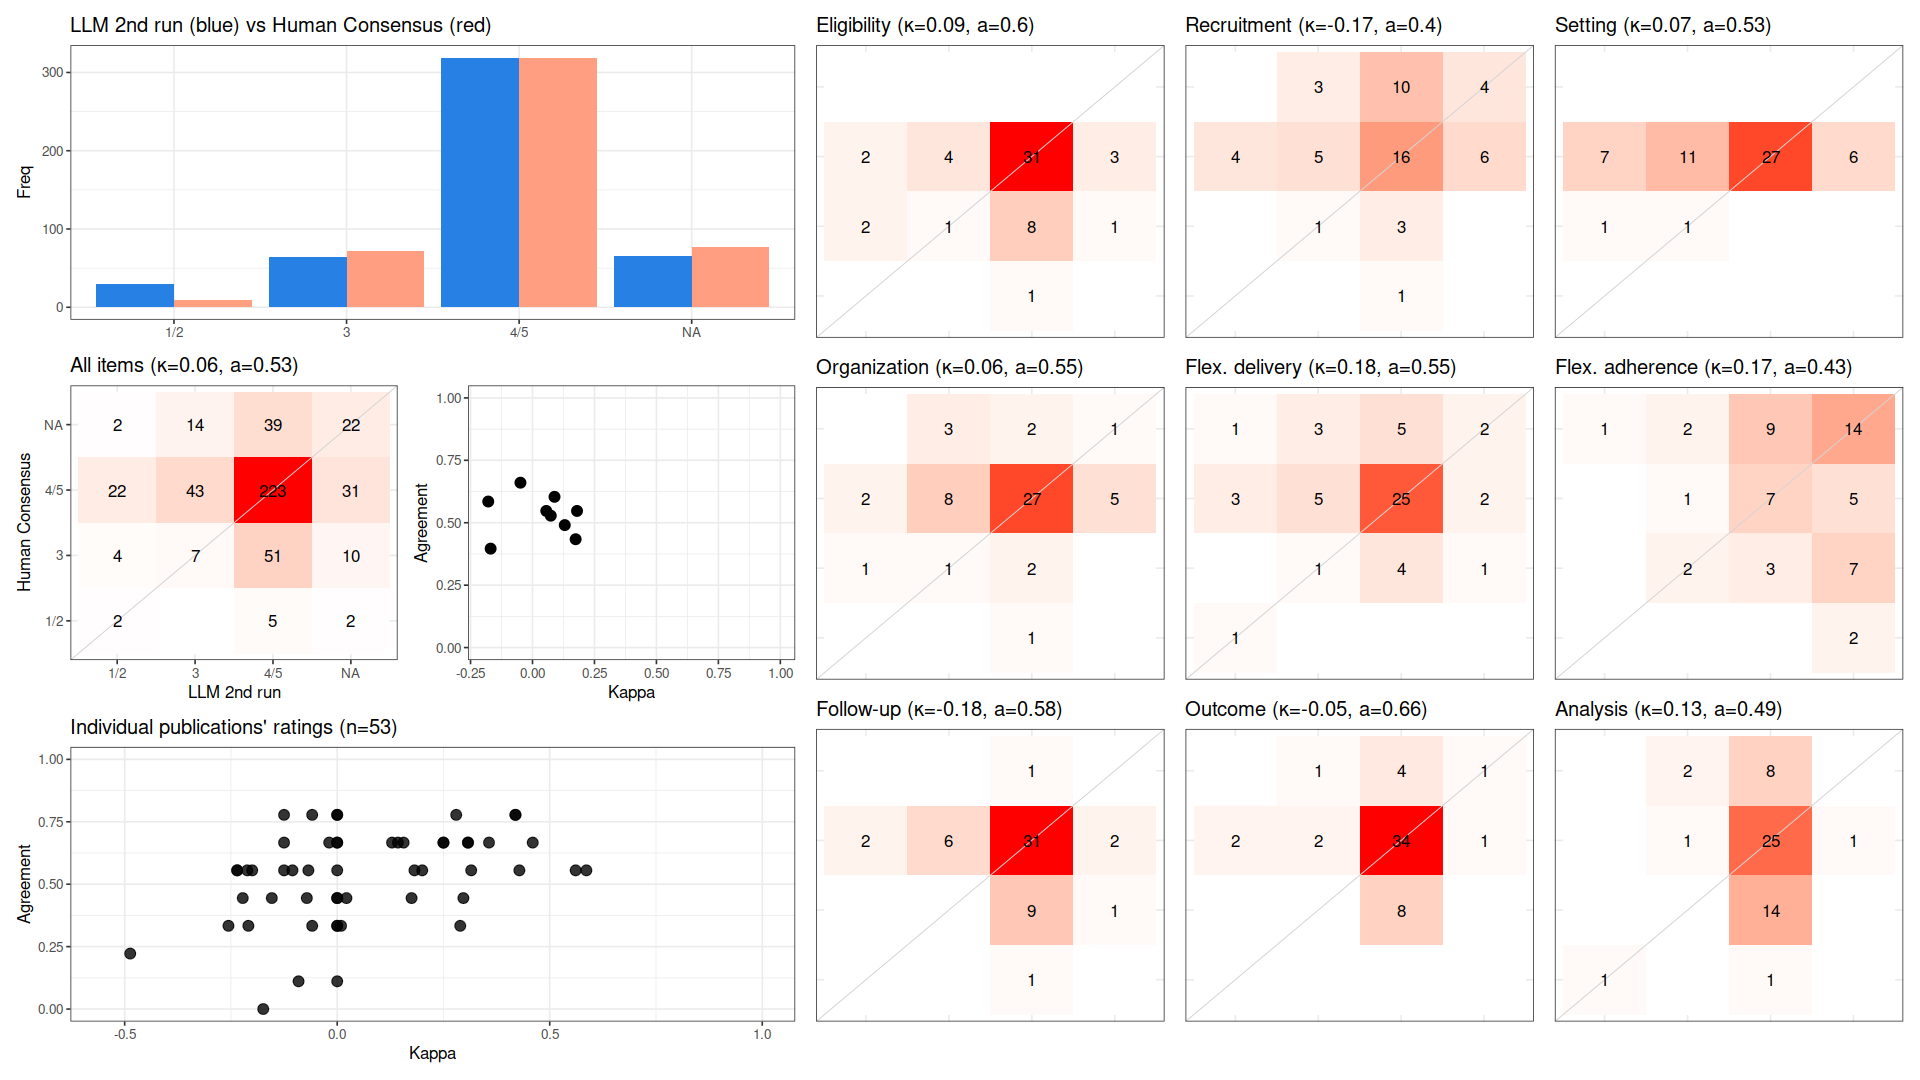 LLM 2nd run (blue) vs Human Consensus (red)
Freq
300
200
100
0
1/2 3 4/5 NA
All items (κ=0.06, a=0.53)
Human Consensus
NA 2 14 39 22
4/5 22 43 223 31
3 4 7 51 10
1/2 2 5 2
1/2 3 4/5 NA
LLM 2nd run
Agreement
1.00
0.75
0.50
0.25
0.00
-0.25 0.00 0.25 0.50 0.75 1.00
Kappa
Individual publications' ratings (n=53)
Agreement
1.00
0.75
0.50
0.25
0.00
-0.5 0.0 0.5 1.0
Kappa
Eligibility (κ=0.09, a=0.6)
2 4 31 3
2 1 8 1
1
Recruitment (κ=-0.17, a=0.4)
3 10 4
4 5 16 6
1 3
1
Setting (κ=0.07, a=0.53)
7 11 27 6
1 1
Organization (κ=0.06, a=0.55)
3 2 1
2 8 27 5
1 1 2
1
Flex. delivery (κ=0.18, a=0.55)
1 3 5 2
3 5 25 2
1 4 1
1
Flex. adherence (κ=0.17, a=0.43)
1 2 9 14
1 7 5
2 3 7
2
Follow-up (κ=-0.18, a=0.58)
1
2 6 31 2
9 1
1
Outcome (κ=-0.05, a=0.66)
1 4 1
2 2 34 1
8
Analysis (κ=0.13, a=0.49)
2 8
1 25 1
14
1 1